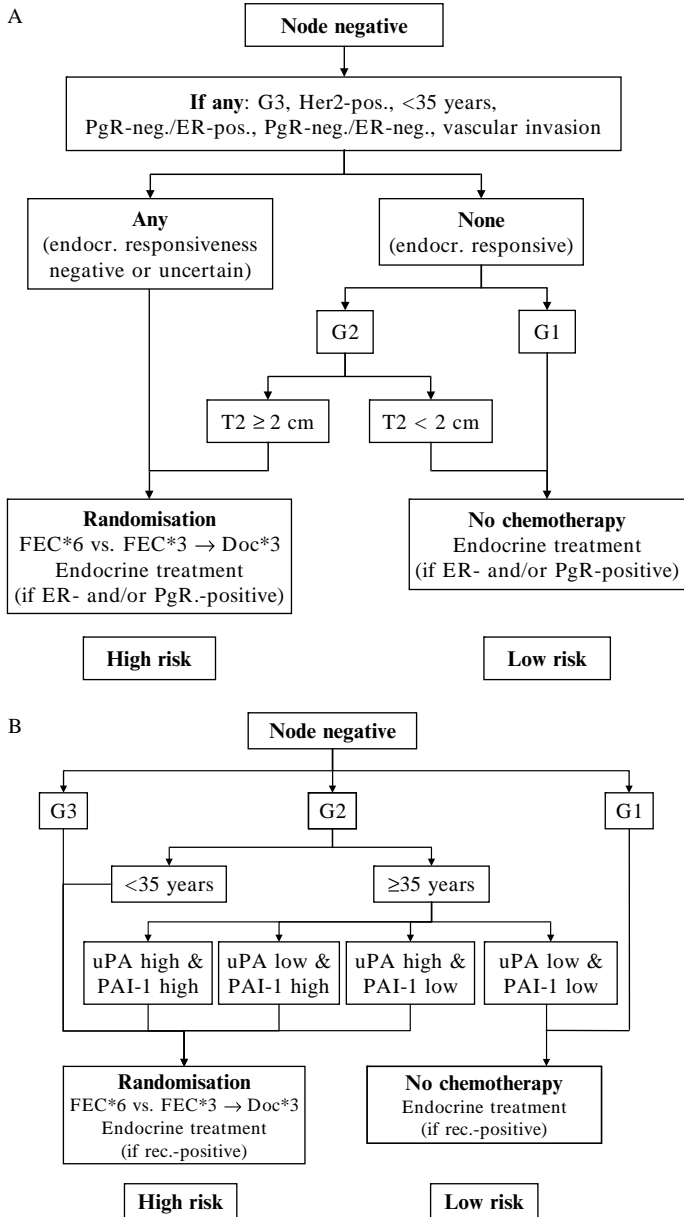 A
Node negative
If any: G3, Her2-pos., <35 years,
PgR-neg./ER-pos., PgR-neg./ER-neg., vascular invasion
Any
(endocr. responsiveness
negative or uncertain)
None
(endocr. responsive)
G2
G1
T2 ≥ 2 cm
T2 < 2 cm
Randomisation
FEC*6 vs. FEC*3 → Doc*3
Endocrine treatment
(if ER- and/or PgR.-positive)
No chemotherapy
Endocrine treatment
(if ER- and/or PgR-positive)
High risk
Low risk
B
Node negative
G3
G2
G1
<35 years
≥35 years
uPA high &
PAI-1 high
uPA low &
PAI-1 high
uPA high &
PAI-1 low
uPA low &
PAI-1 low
Randomisation
FEC*6 vs. FEC*3 → Doc*3
Endocrine treatment
(if rec.-positive)
No chemotherapy
Endocrine treatment
(if rec.-positive)
High risk
Low risk